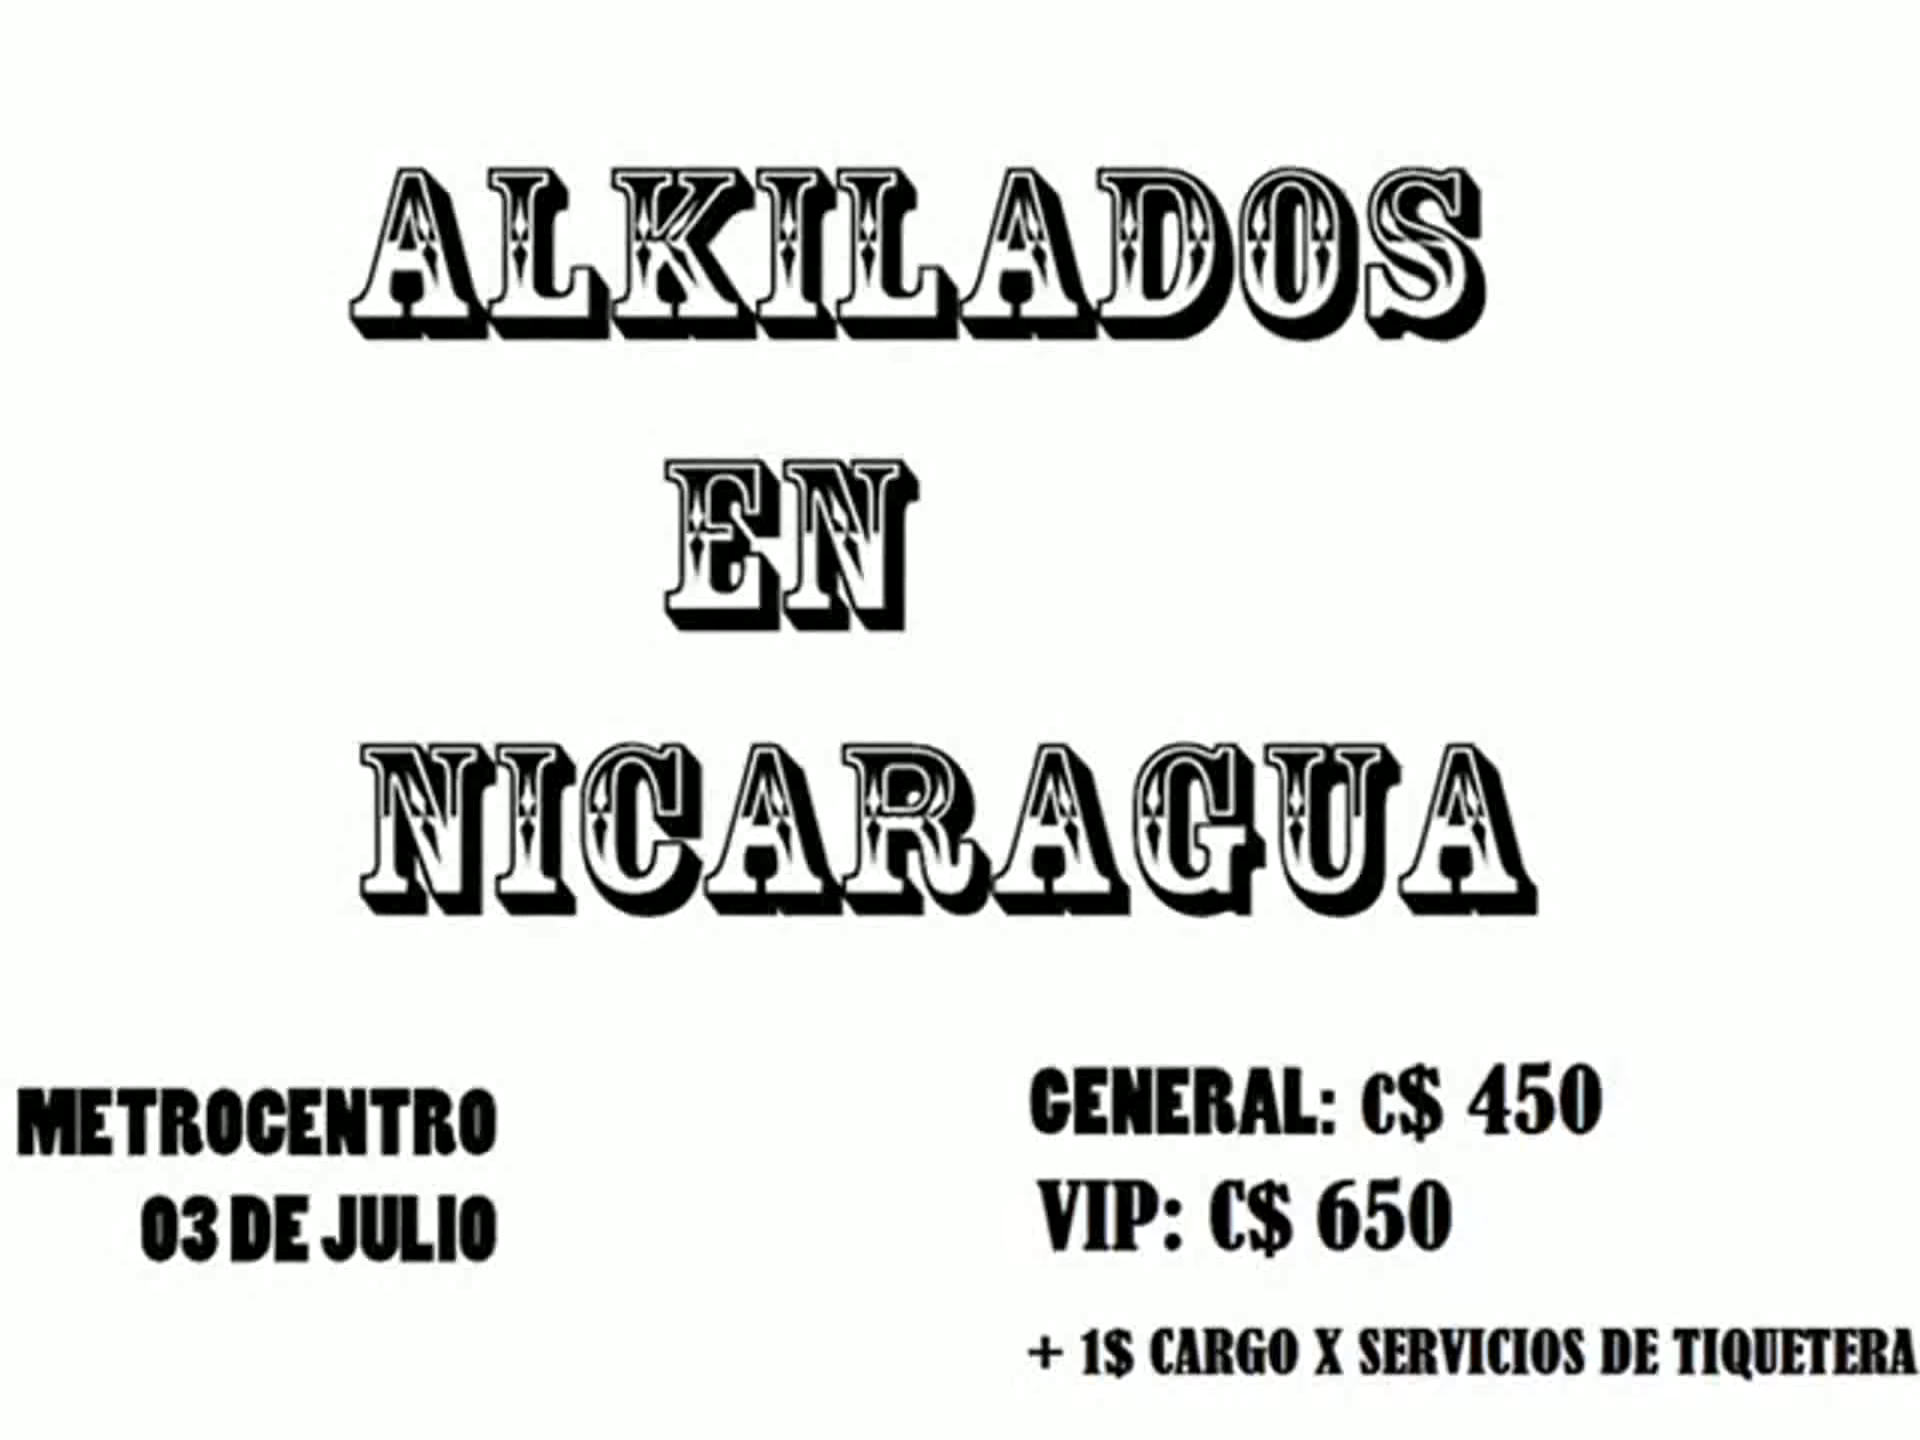 ALKILADOS
EN
NICARAGUA
METROCENTRO
03 DE JULIO
GENERAL: C$ 450
VIP: C$ 650
+ 1$ CARGO X SERVICIOS DE TIQUETERA